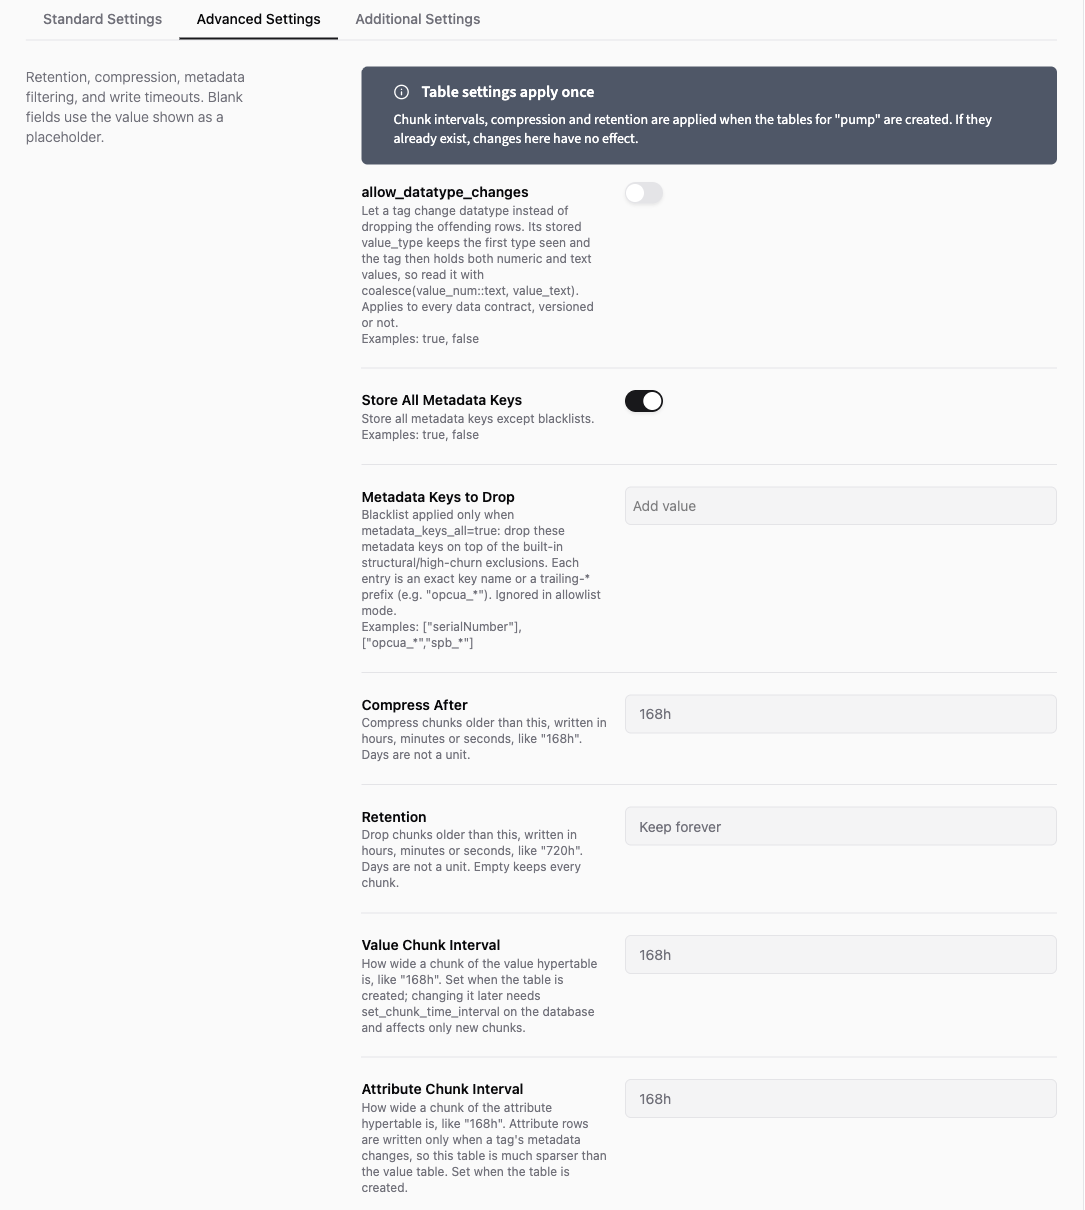 Standard Settings
Advanced Settings
Additional Settings
Retention, compression, metadata
filtering, and write timeouts. Blank
fields use the value shown as a
placeholder.
Table settings apply once
Chunk intervals, compression and retention are applied when the tables for "pump" are created. If they
already exist, changes here have no effect.
allow_datatype_changes
Let a tag change datatype instead of
dropping the offending rows. Its stored
value_type keeps the first type seen and
the tag then holds both numeric and text
values, so read it with
coalesce(value_num::text, value_text).
Applies to every data contract, versioned
or not.
Examples: true, false
Store All Metadata Keys
Store all metadata keys except blacklists.
Examples: true, false
Metadata Keys to Drop
Blacklist applied only when
metadata_keys_all=true: drop these
metadata keys on top of the built-in
structural/high-churn exclusions. Each
entry is an exact key name or a trailing-*
prefix (e.g. "opcua_*"). Ignored in allowlist
mode.
Examples: ["serialNumber"],
["opcua_*","spb_*"]
Add value
Compress After
Compress chunks older than this, written in
hours, minutes or seconds, like "168h".
Days are not a unit.
168h
Retention
Drop chunks older than this, written in
hours, minutes or seconds, like "720h".
Days are not a unit. Empty keeps every
chunk.
Keep forever
Value Chunk Interval
How wide a chunk of the value hypertable
is, like "168h". Set when the table is
created; changing it later needs
set_chunk_time_interval on the database
and affects only new chunks.
168h
Attribute Chunk Interval
How wide a chunk of the attribute
hypertable is, like "168h". Attribute rows
are written only when a tag's metadata
changes, so this table is much sparser than
the value table. Set when the table is
created.
168h